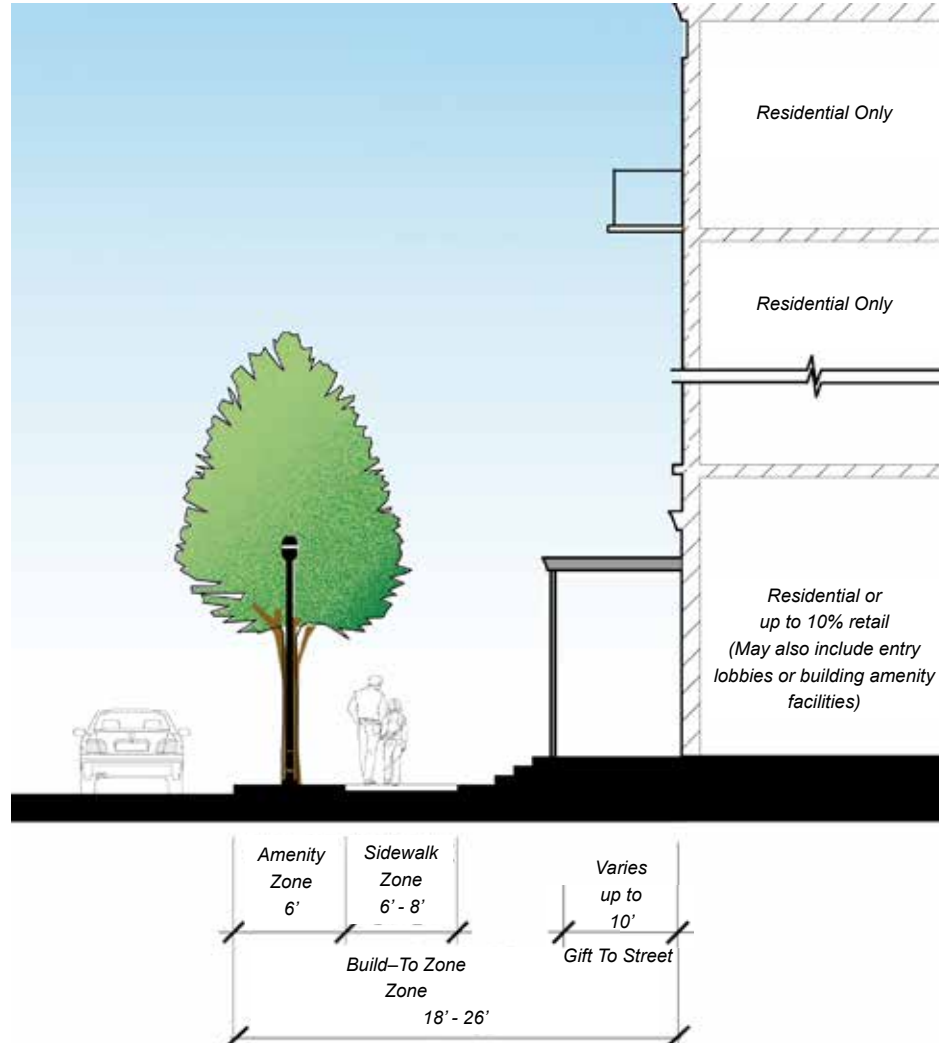 Residential Only
Residential Only
Residential or
up to 10% retail
(May also include entry
lobbies or building amenity
facilities)
Amenity
Zone
6’
Sidewalk
Zone
6’ - 8’
Varies
up to
10’
Gift To Street
Build–To Zone
Zone
18’ - 26’